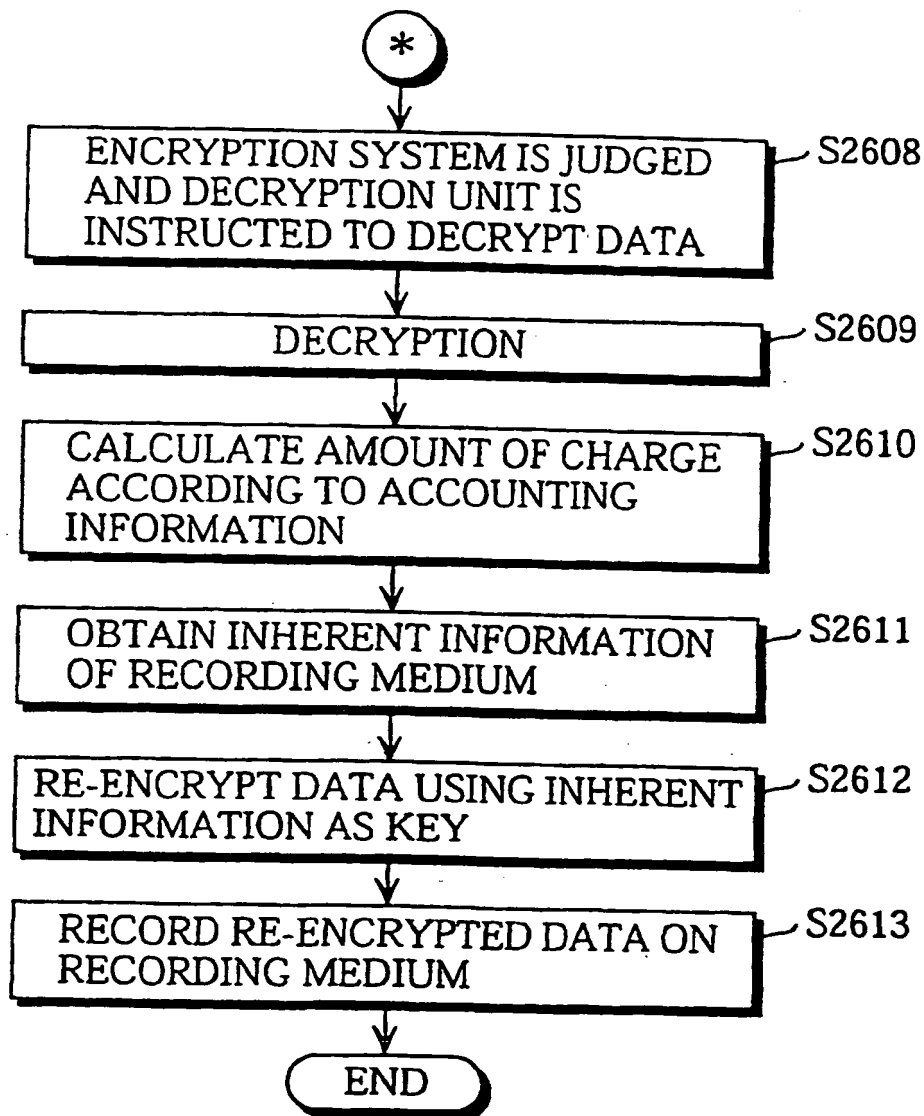 *
ENCRYPTION SYSTEM IS JUDGED
AND DECRYPTION UNIT IS
INSTRUCTED TO DECRYPT DATA
S2608
DECRYPTION
S2609
CALCULATE AMOUNT OF CHARGE
ACCORDING TO ACCOUNTING
INFORMATION
S2610
OBTAIN INHERENT INFORMATION
OF RECORDING MEDIUM
S2611
RE-ENCRYPT DATA USING INHERENT
INFORMATION AS KEY
S2612
RECORD RE-ENCRYPTED DATA ON
RECORDING MEDIUM
S2613
END